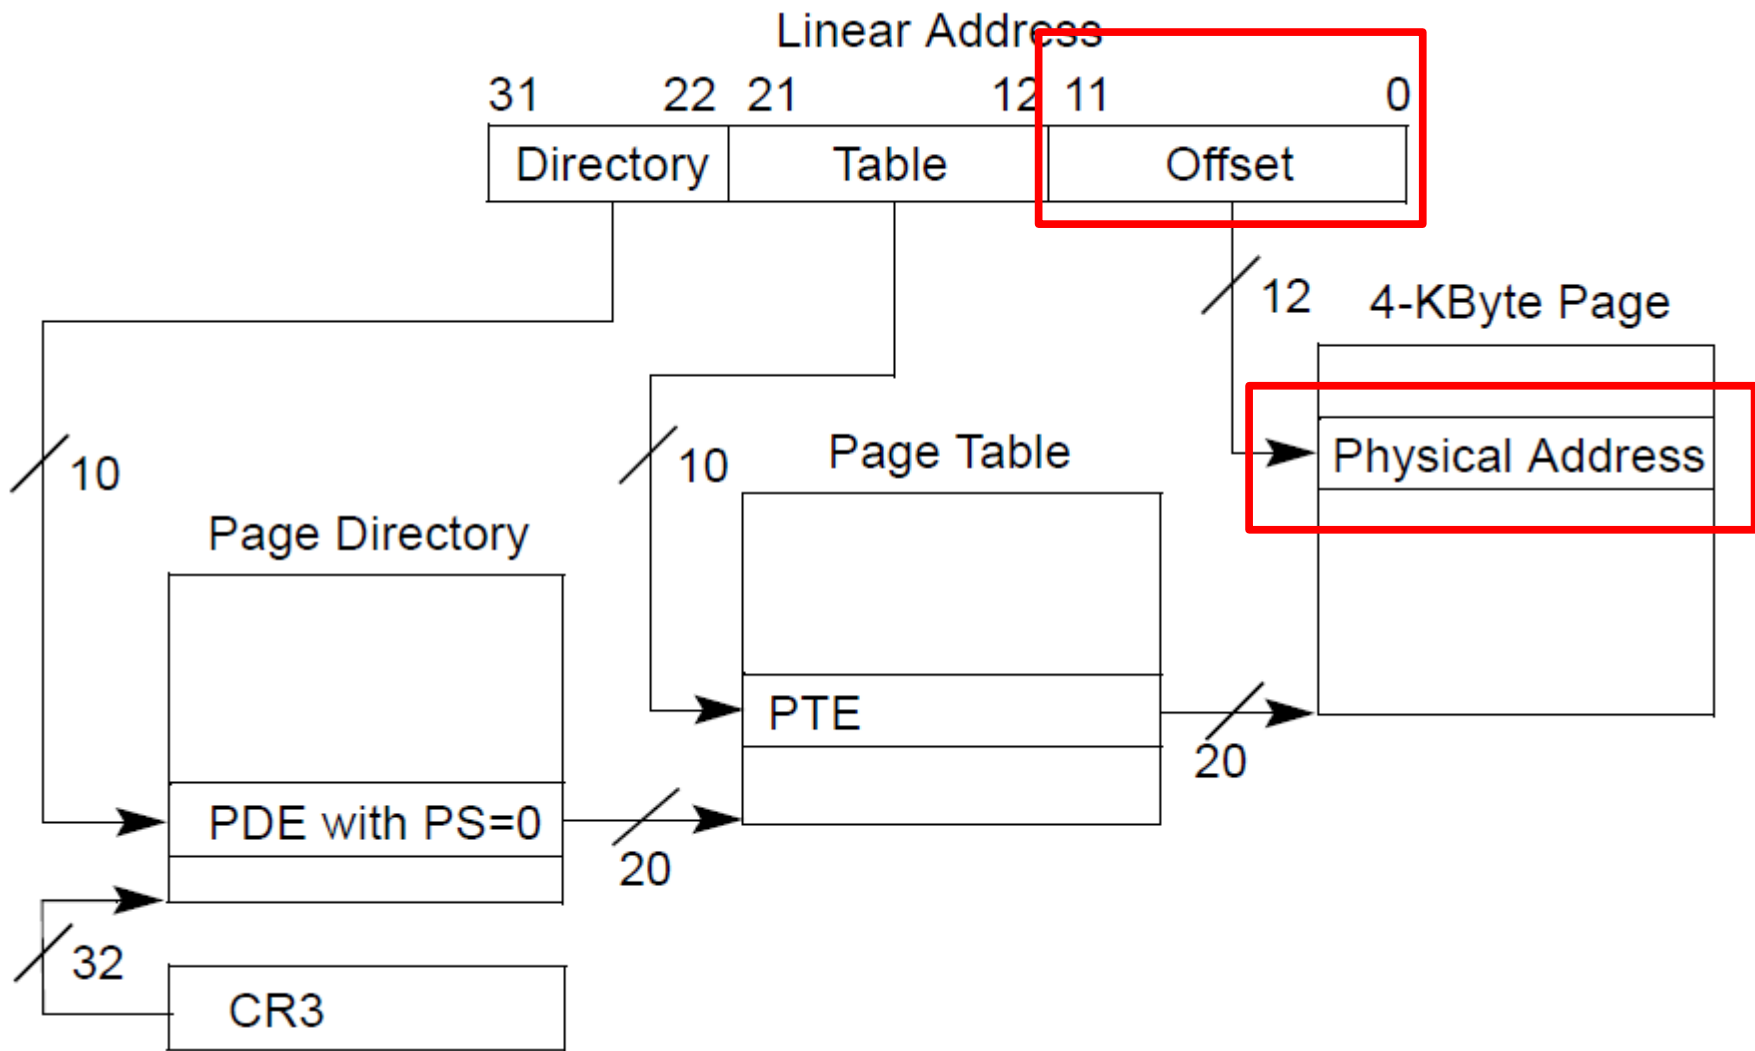 Linear Address
31 22 21 12 11 0
Directory Table Offset
12
4-KByte Page
Physical Address
10
10
Page Table
Page Directory
PTE
20
PDE with PS=0
20
32
CR3